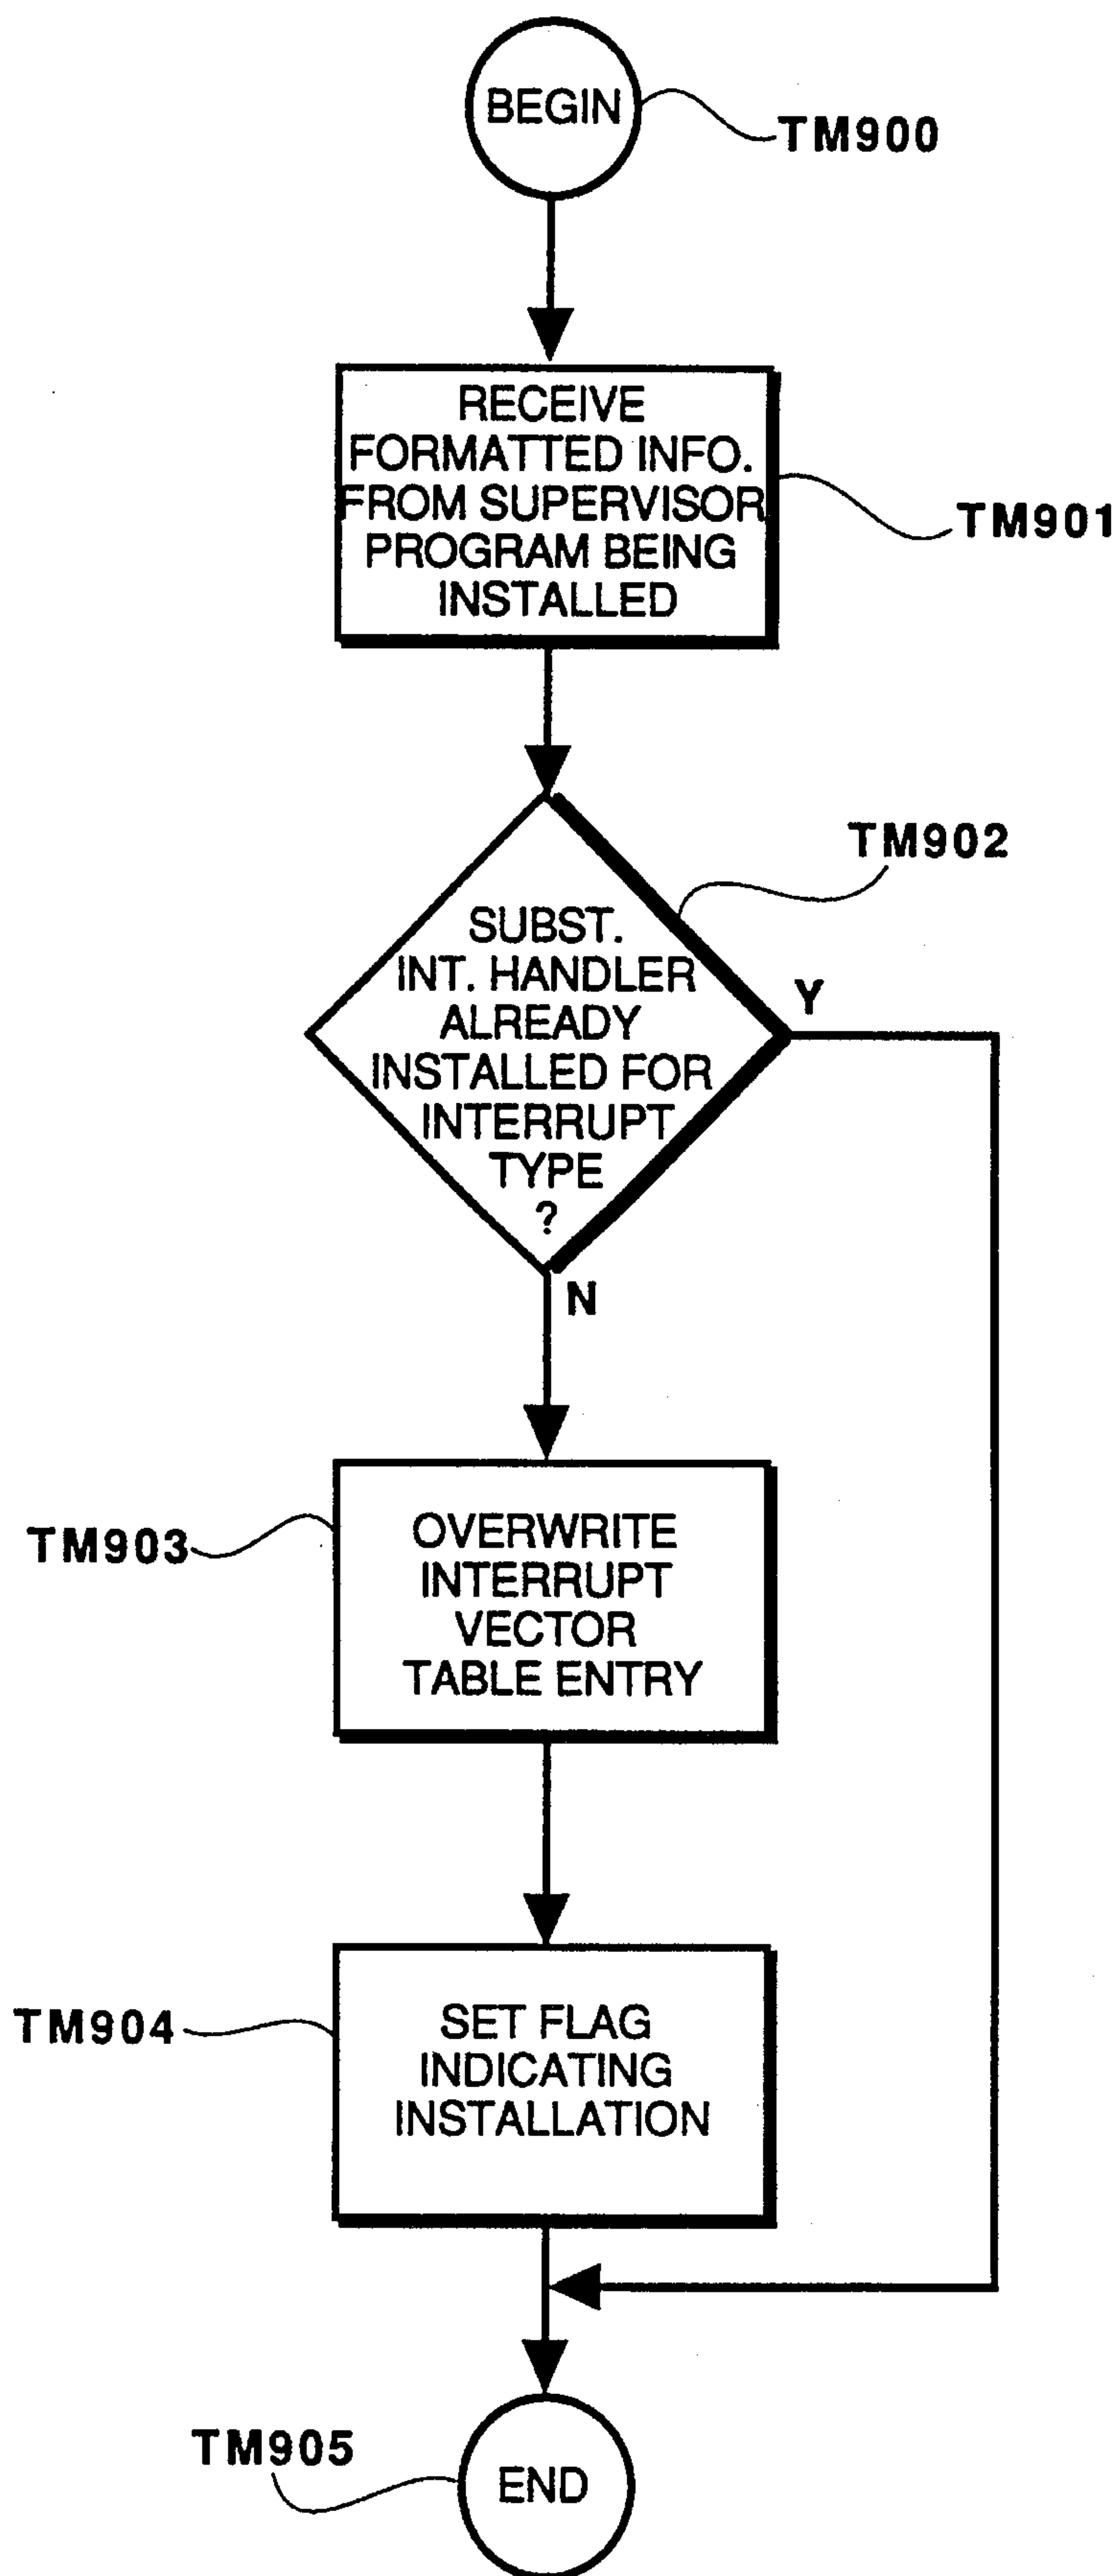 BEGIN
TM900
RECEIVE
FORMATTED INFO.
FROM SUPERVISOR
PROGRAM BEING
INSTALLED
TM901
TM902
SUBST.
INT. HANDLER
ALREADY
INSTALLED FOR
INTERRUPT
TYPE
?
Y
N
TM903
OVERWRITE
INTERRUPT
VECTOR
TABLE ENTRY
TM904
SET FLAG
INDICATING
INSTALLATION
TM905
END